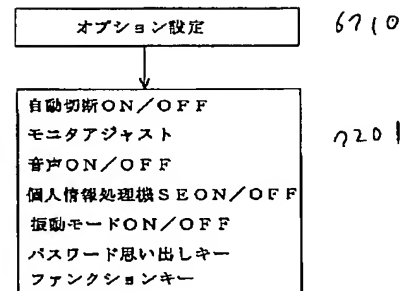 オプション設定
6710
自動切断ON/OFF
モニタアジャスト
7201
音声ON/OFF
個人情報処理機SEON/OFF
振動モードON/OFF
パスワード思い出しキー
ファンクションキー